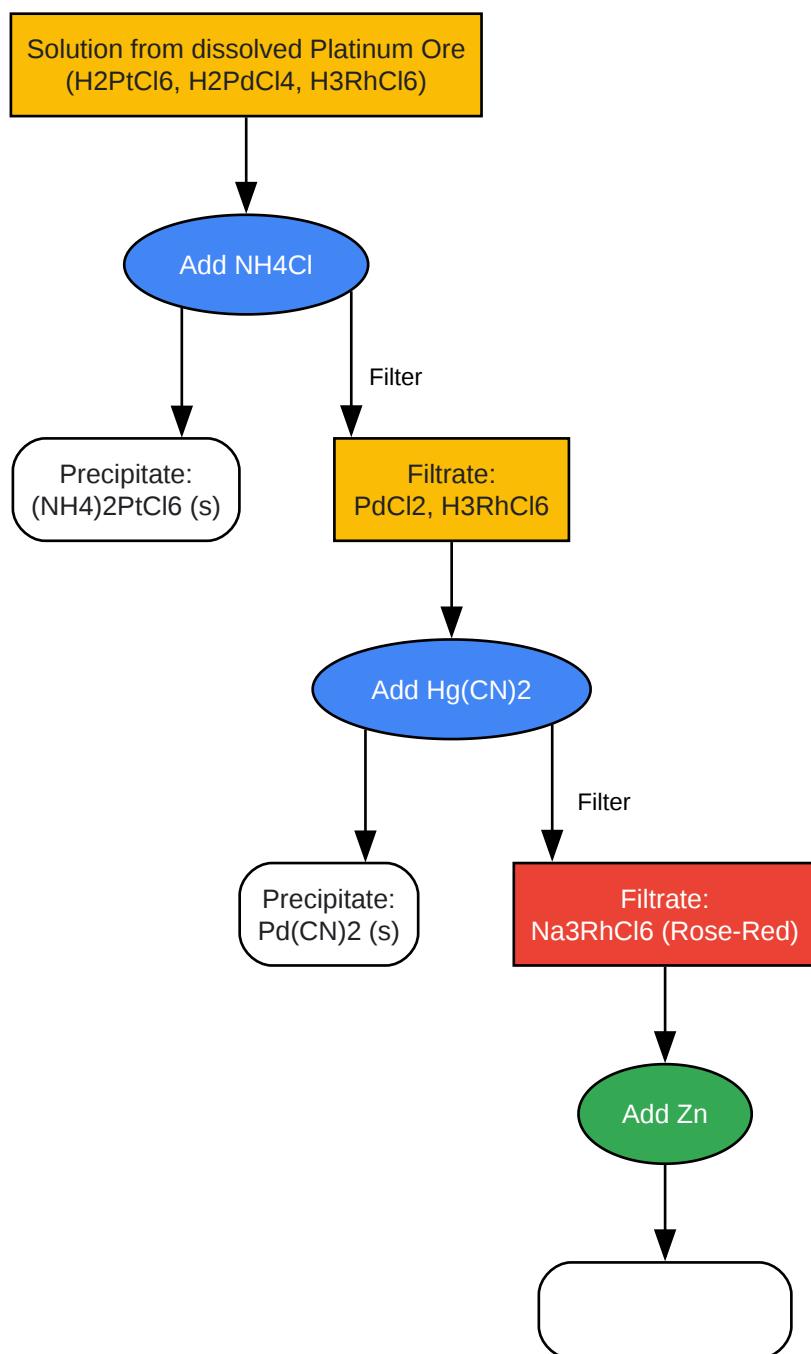 Solution from dissolved Platinum Ore
(H2PtCl6, H2PdCl4, H3RhCl6)
Add NH4Cl
Filter
Precipitate:
(NH4)2PtCl6 (s)
Filtrate:
PdCl2, H3RhCl6
Add Hg(CN)2
Filter
Precipitate:
Pd(CN)2 (s)
Filtrate:
Na3RhCl6 (Rose-Red)
Add Zn